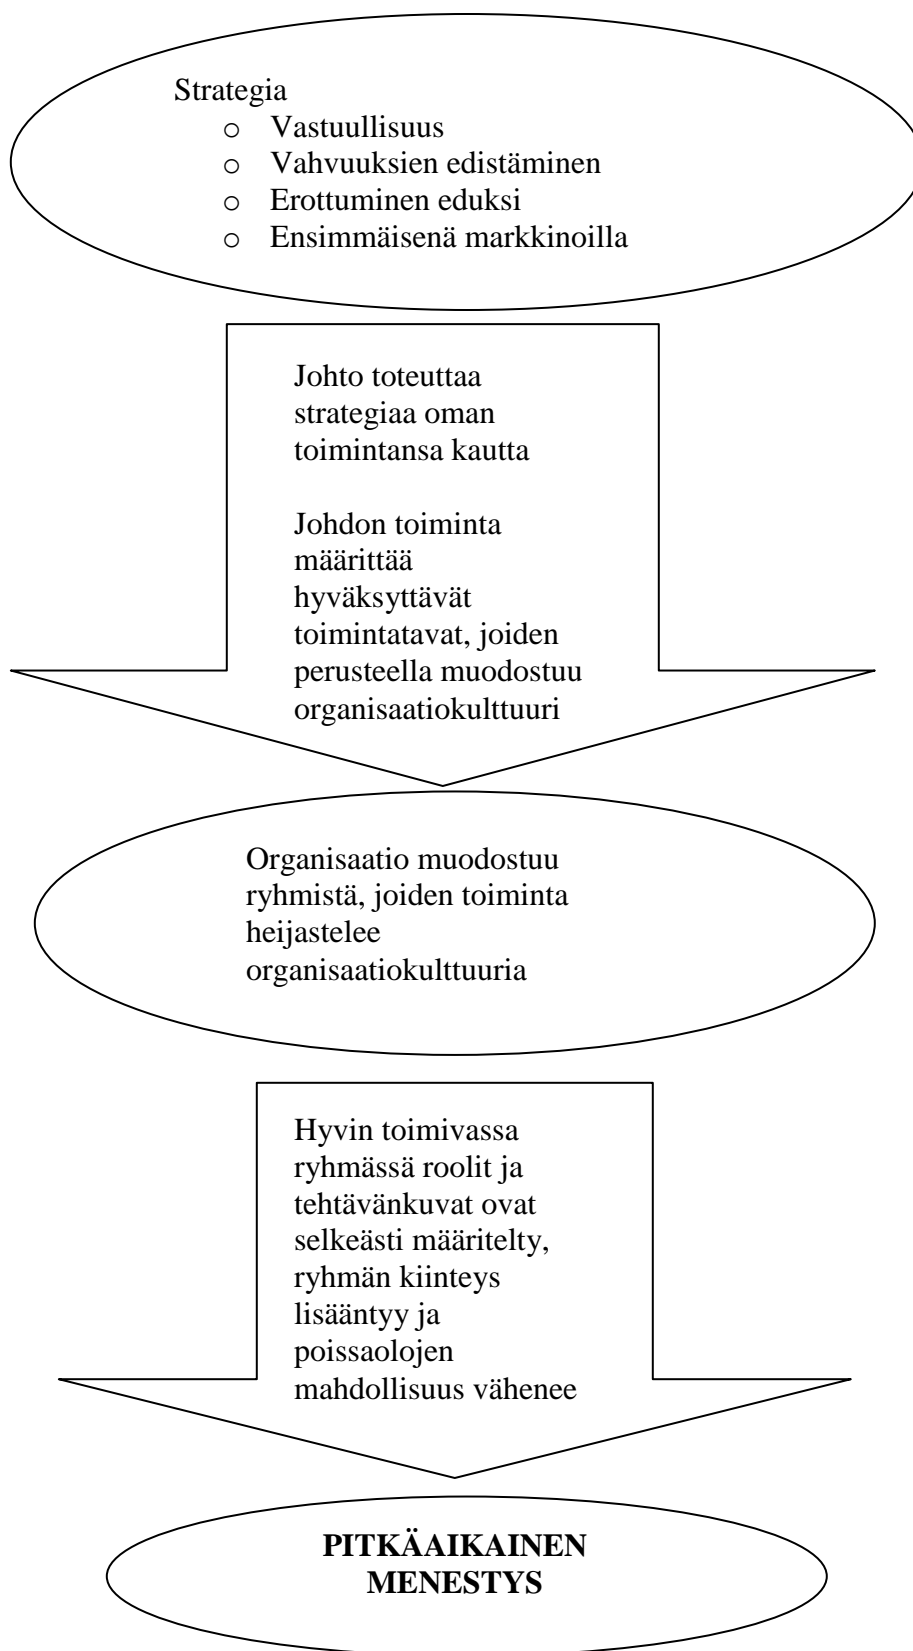 Strategia
o Vastuullisuus
o Vahvuuksien edistäminen
o Erottuminen eduksi
o Ensimmäisenä markkinoilla
Johto toteuttaa
strategiaa oman
toimintansa kautta
Johdon toiminta
määrittää
hyväksyttävät
toimintatavat, joiden
perusteella muodostuu
organisaatiokulttuuri
Organisaatio muodostuu
ryhmistä, joiden toiminta
heijastelee
organisaatiokulttuuria
Hyvin toimivassa
ryhmässä roolit ja
tehtävänkuvat ovat
selkeästi määritelty,
ryhmän kiinteys
lisääntyy ja
poissaolojen
mahdollisuus vähenee
PITKÄAIKAINEN
MENESTYS